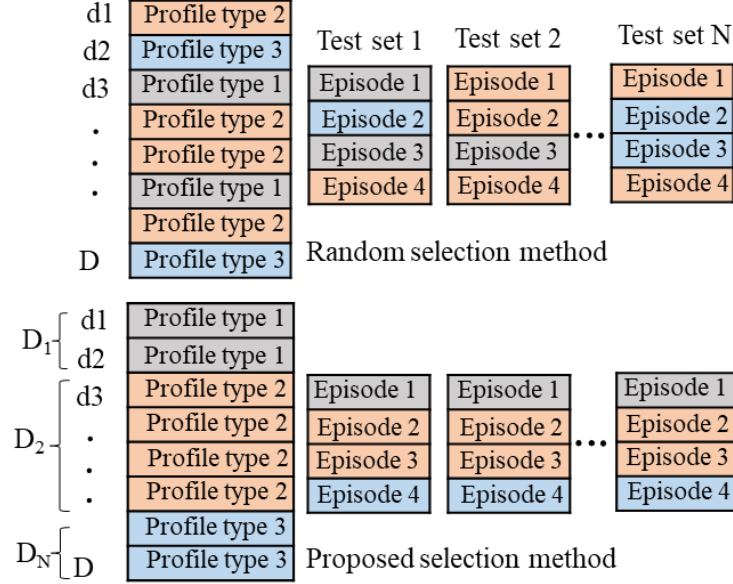 d1 Profile type 2
d2 Profile type 3 Test set 1 Test set 2 Test set N
d3 Profile type 1 Episode 1 Episode 1 Episode 1
. Profile type 2 Episode 2 Episode 2 Episode 2
. Profile type 2 Episode 3 Episode 3 ... Episode 3
. Profile type 1 Episode 4 Episode 4 Episode 4
Profile type 2
D Profile type 3 Random selection method
D1 d1 Profile type 1
d2 Profile type 1
D2 d3 Profile type 2 Episode 1 Episode 1 Episode 1
. Profile type 2 Episode 2 Episode 2 Episode 2
. Profile type 2 Episode 3 Episode 3 ... Episode 3
. Profile type 2 Episode 4 Episode 4 Episode 4
DN Profile type 3
D Profile type 3 Proposed selection method